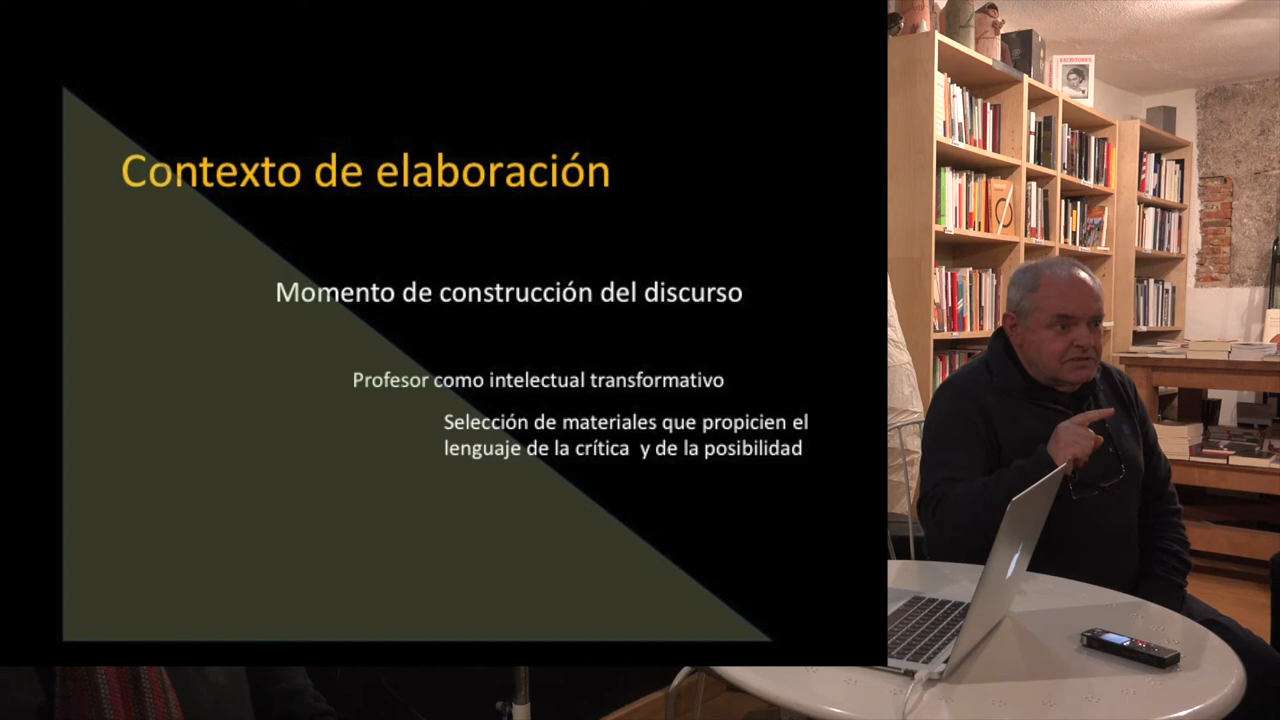 Contexto de elaboración
Momento de construcción del discurso
Profesor como intelectual transformativo
Selección de materiales que propicien el
lenguaje de la crítica y de la posibilidad
ESCRITORES